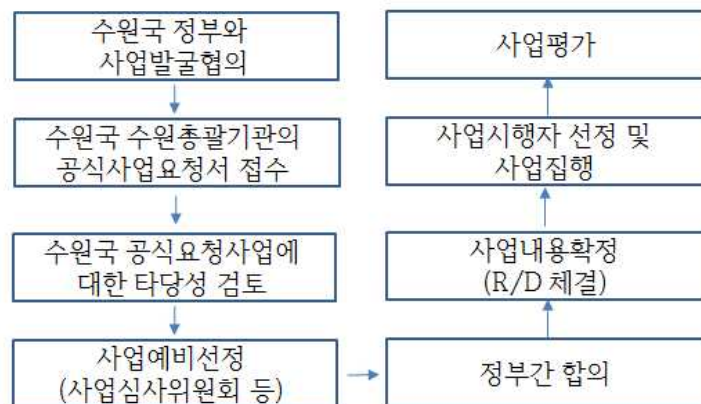 수원국 정부와
사업발굴협의
수원국 수원총괄기관의
공식사업요청서 접수
수원국 공식요청사업에
대한 타당성 검토
사업예비선정
(사업심사위원회 등)
정부간 합의
사업내용확정
(R/D 체결)
사업시행자 선정 및
사업집행
사업평가